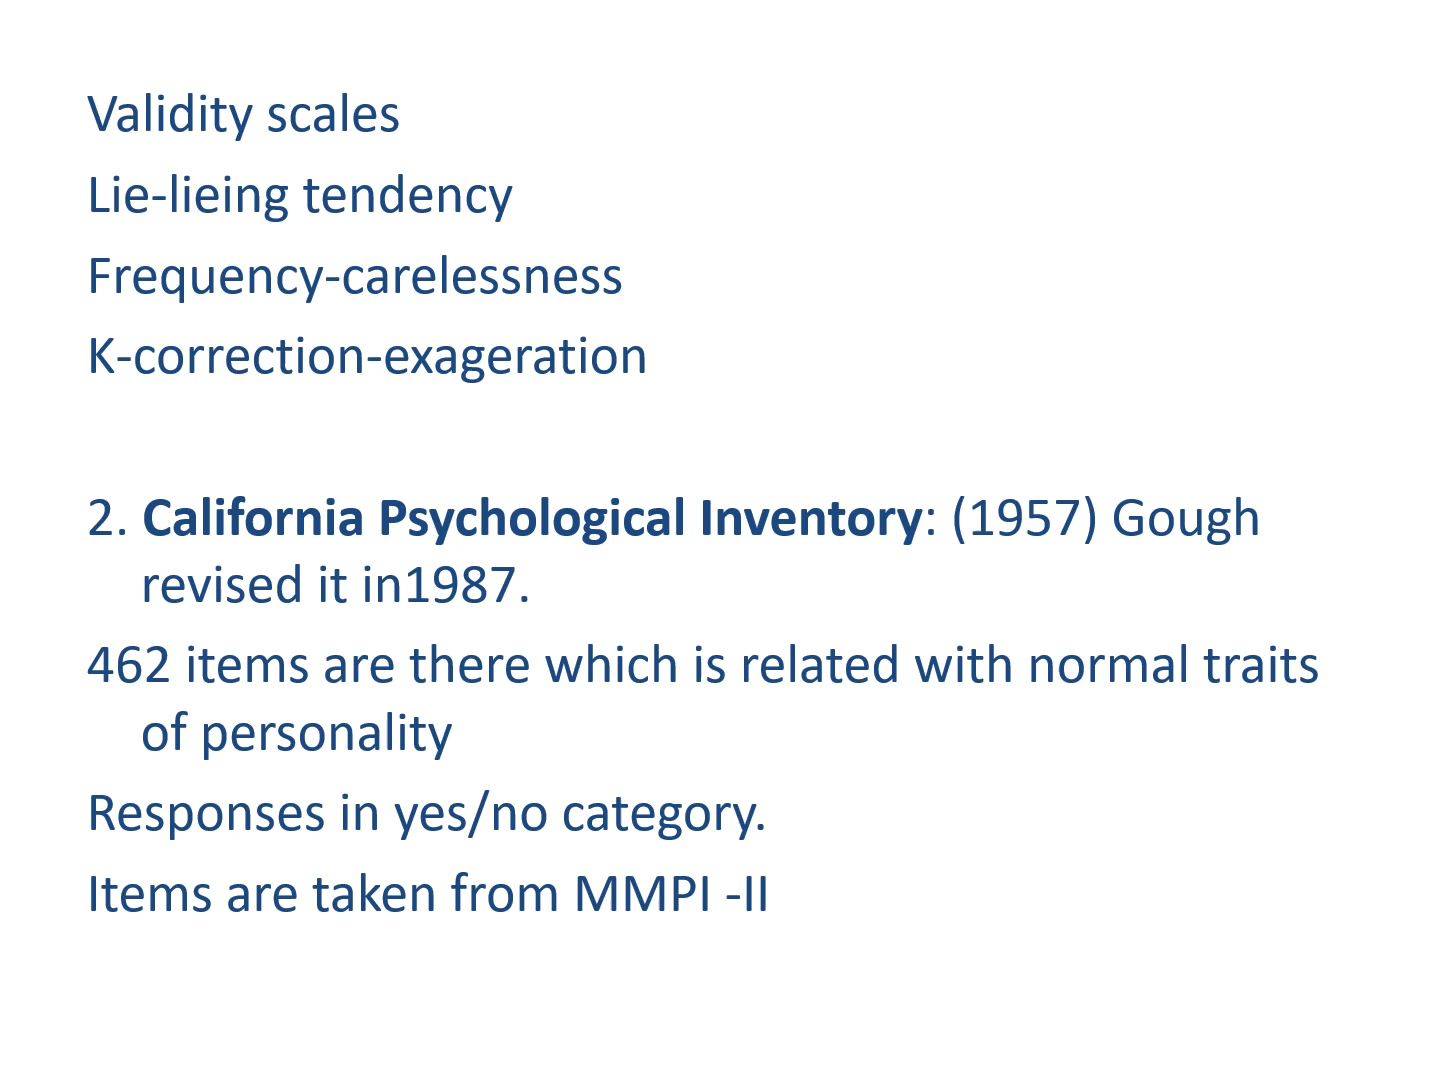 Validity scales
Lie-lieing tendency
Frequency-carelessness
K-correction-exageration
2. California Psychological Inventory: (1957) Gough
revised it in1987.
462 items are there which is related with normal traits
of personality
Responses in yes/no category.
Items are taken from MMPI -II